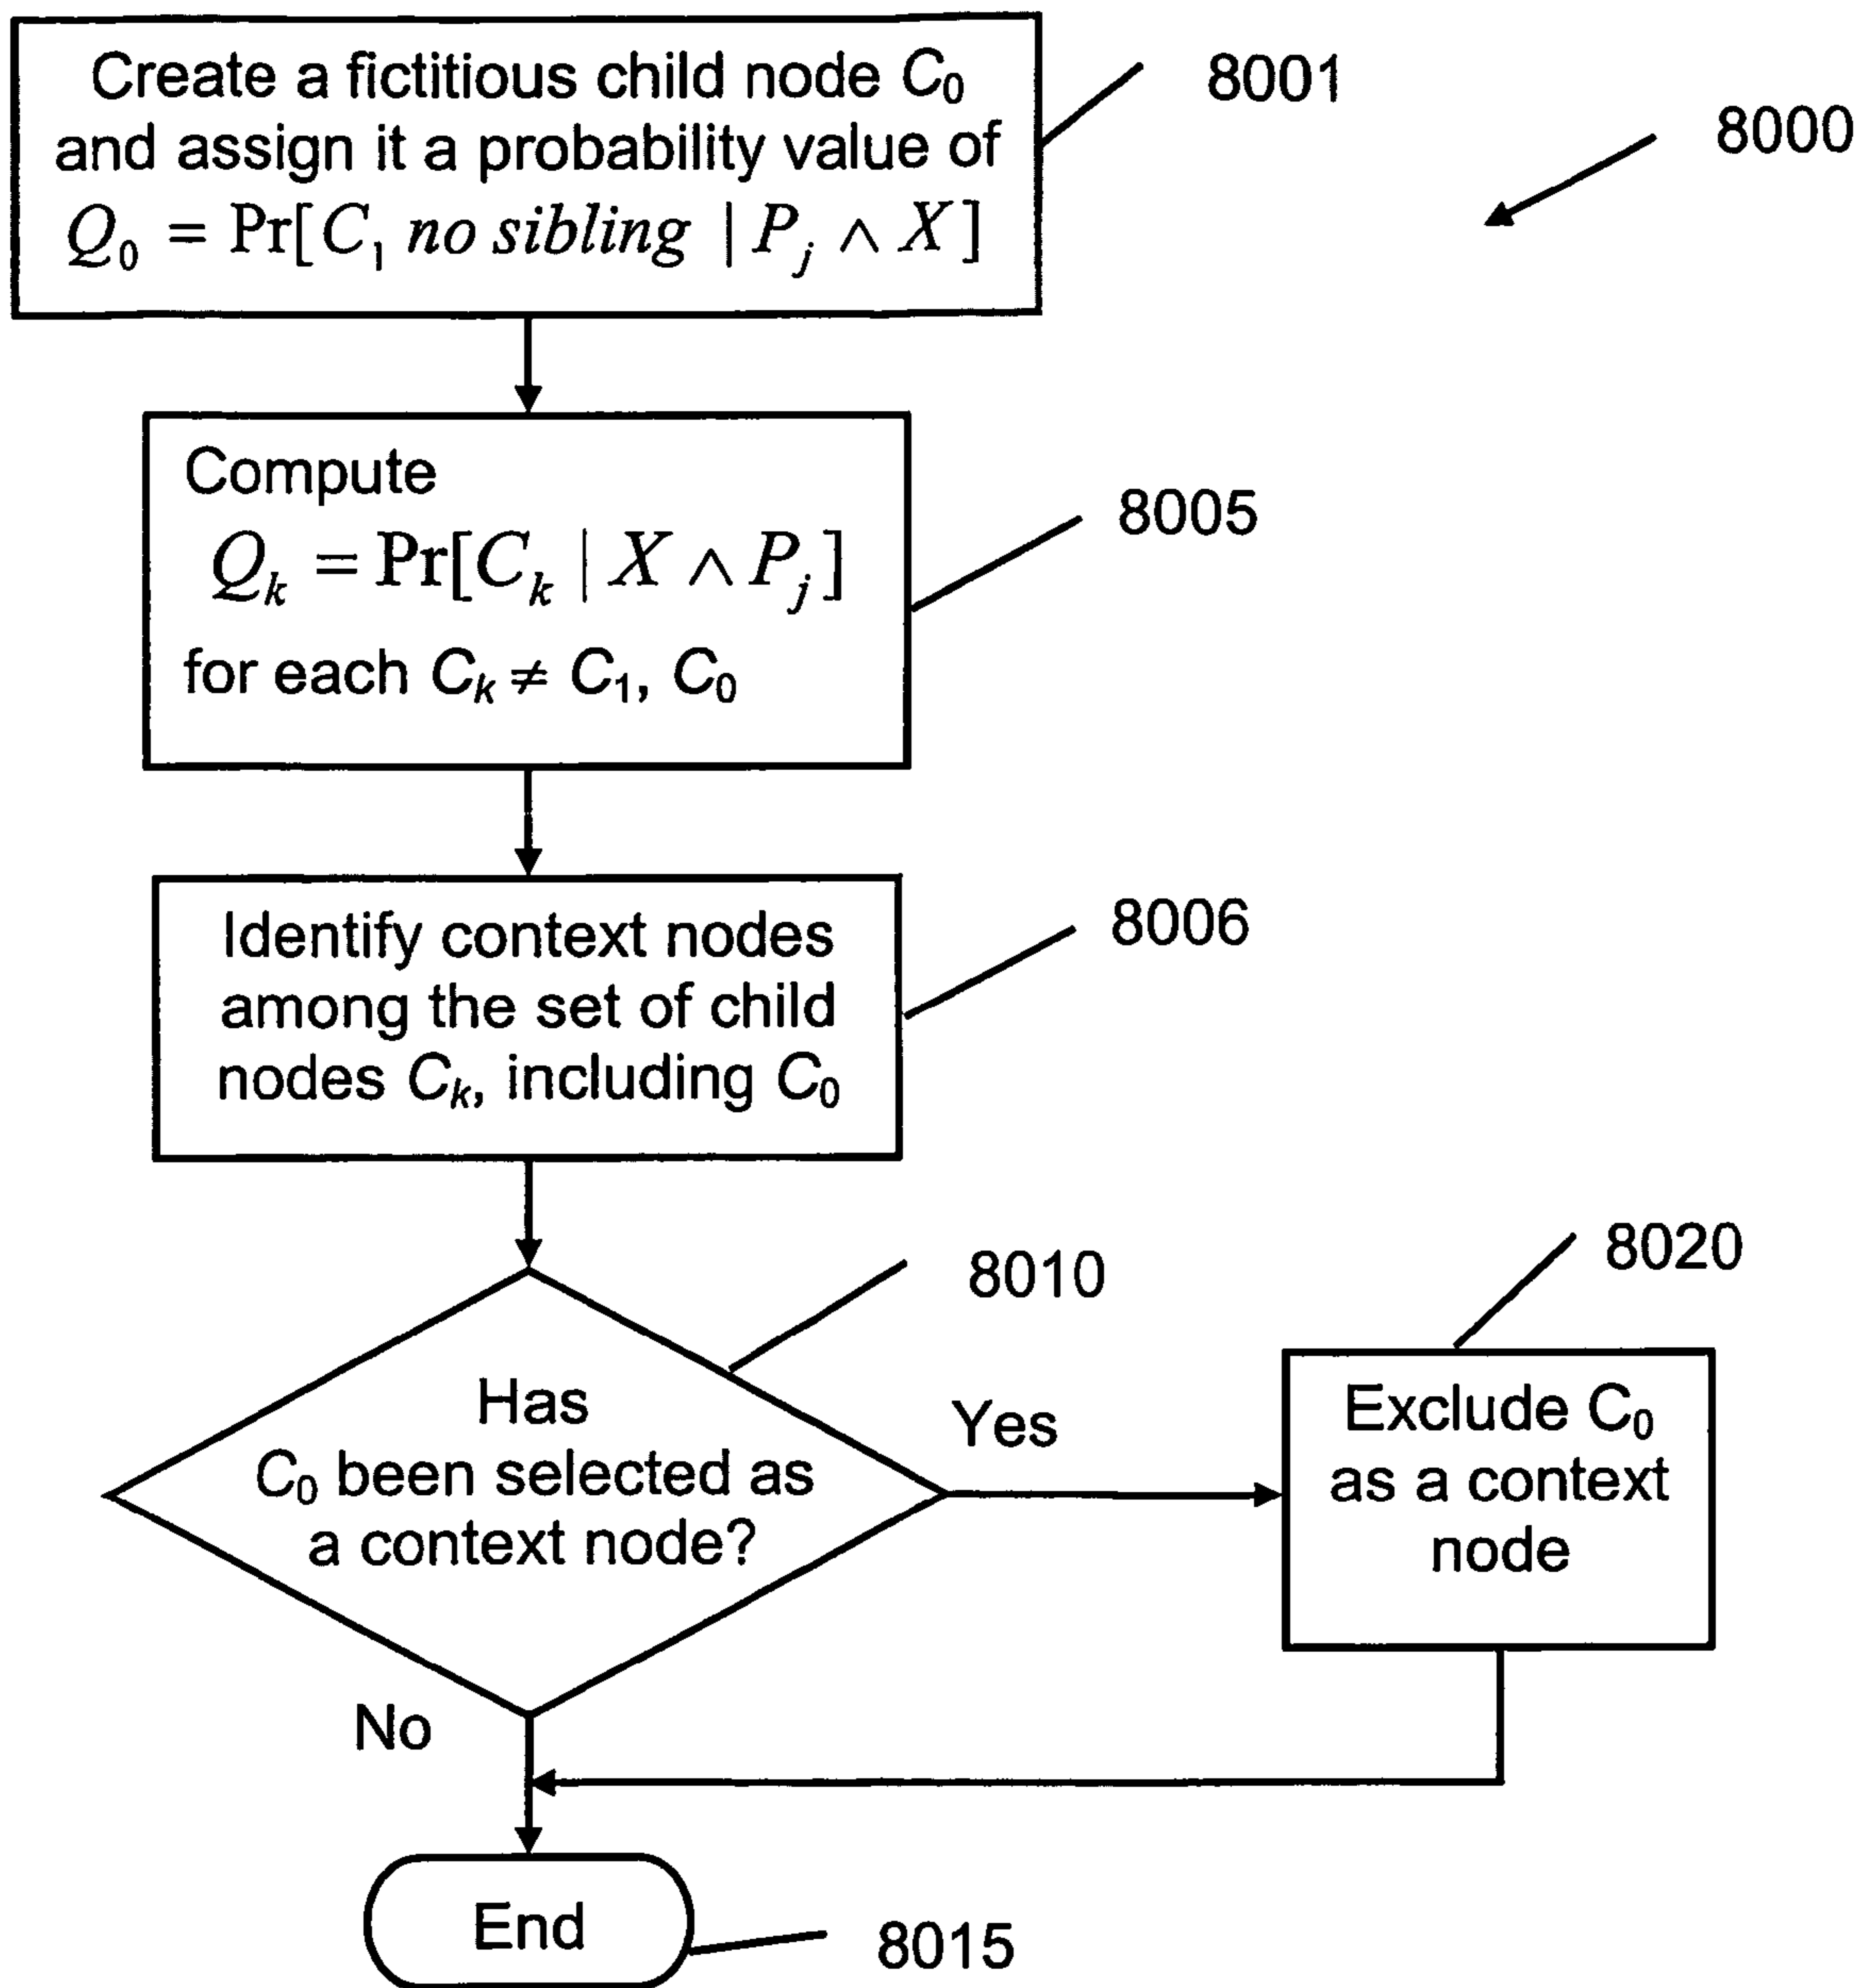 Create a fictitious child node C₀
and assign it a probability value of
Q₀ = Pr[C₁ no sibling | Pⱼ ∧ X]
8001
8000
Compute
Qₖ = Pr[Cₖ | X ∧ Pⱼ]
for each Cₖ ≠ C₁, C₀
8005
Identify context nodes
among the set of child
nodes Cₖ, including C₀
8006
Has
C₀ been selected as
a context node?
8010
Yes
Exclude C₀
as a context
node
8020
No
End
8015